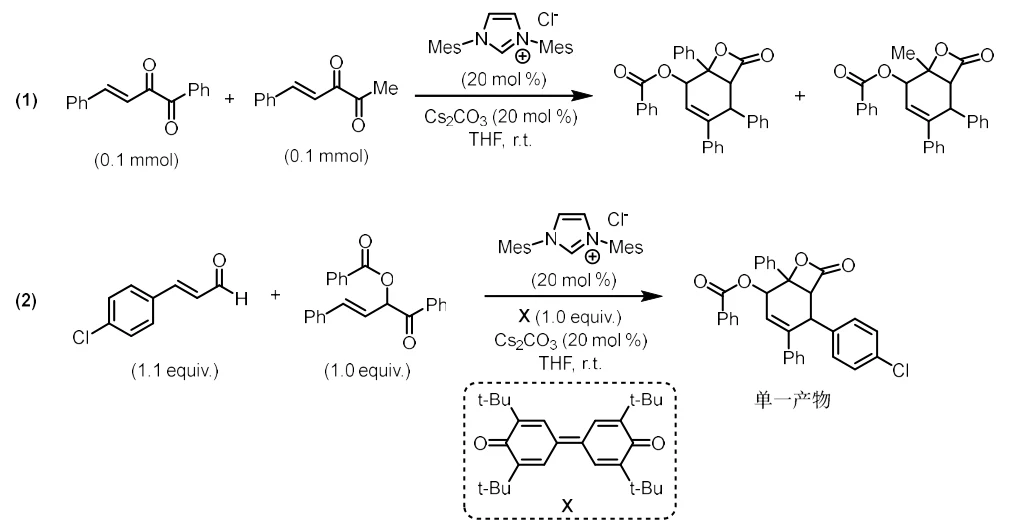 (1)
Ph
O
O
Ph
(0.1 mmol)
+
Ph
O
O
Me
(0.1 mmol)
Mes
N
N
⊕
Mes
Cl-
(20 mol %)
Cs2CO3 (20 mol %)
THF, r.t.
O
Ph
O
Ph
O
O
Ph
Ph
+
O
Ph
O
Me
O
O
Ph
Ph
(2)
Cl
O
H
(1.1 equiv.)
+
Ph
O
O
Ph
Ph
O
(1.0 equiv.)
Mes
N
N
⊕
Mes
Cl-
(20 mol %)
X (1.0 equiv.)
Cs2CO3 (20 mol %)
THF, r.t.
t-Bu
t-Bu
O
O
t-Bu
t-Bu
X
O
Ph
O
Ph
O
O
Ph
Cl
单一产物